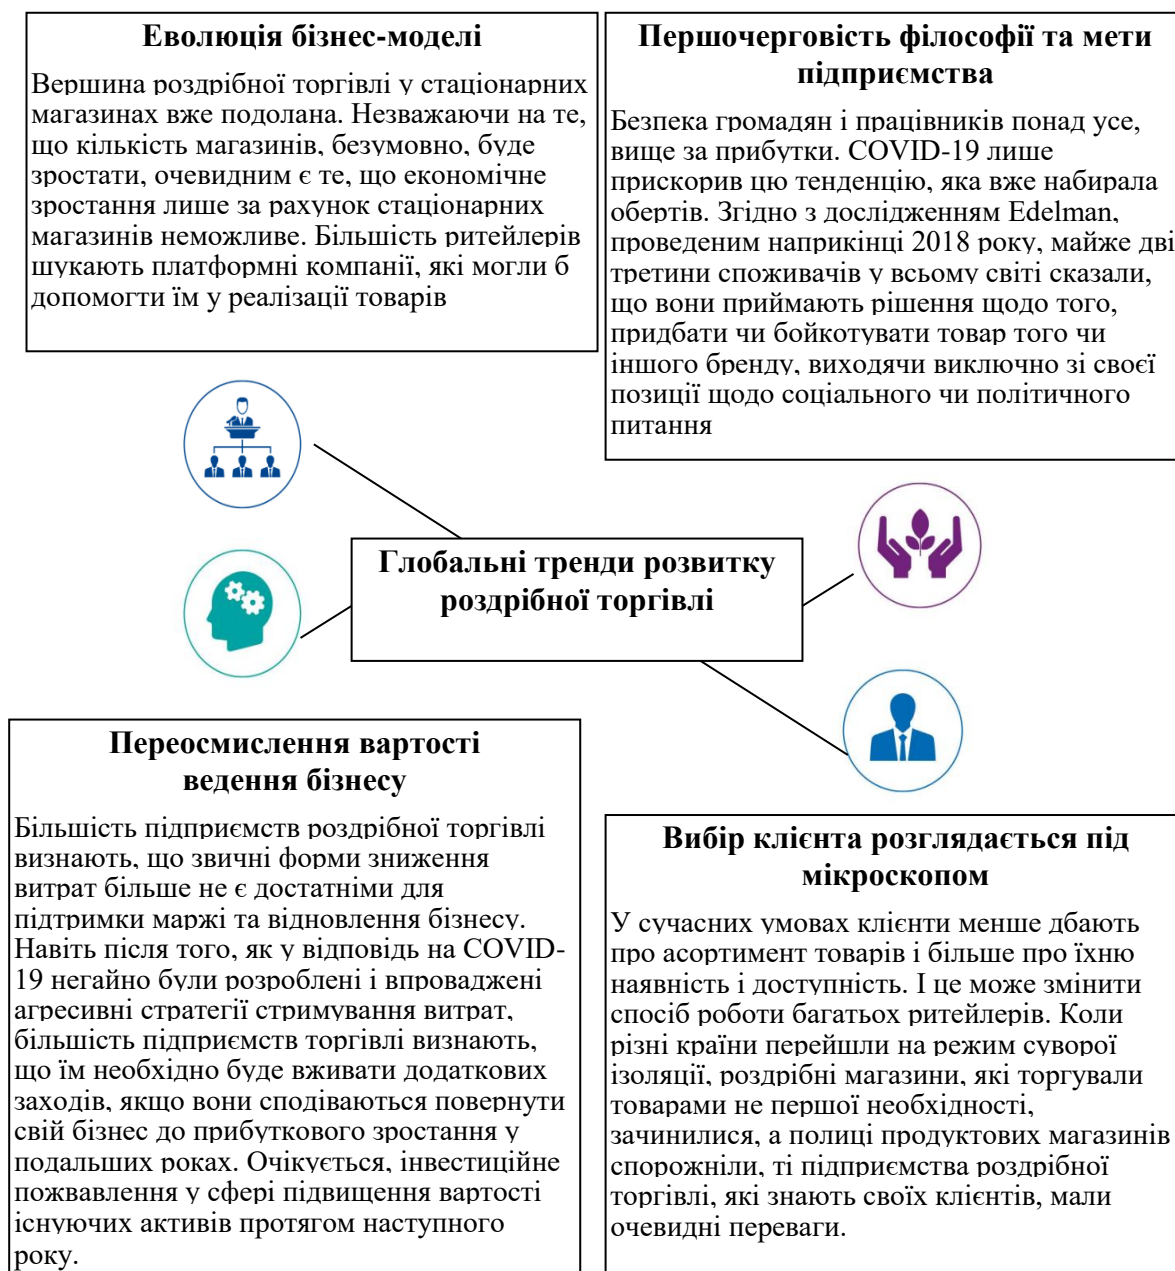 Еволюція бізнес-моделі
Вершина роздрібної торгівлі у стаціонарних
магазинах вже подолана. Незважаючи на те,
що кількість магазинів, безумовно, буде
зростати, очевидним є те, що економічне
зростання лише за рахунок стаціонарних
магазинів неможливе. Більшість ритейлерів
шукають платформні компанії, які могли б
допомогти їм у реалізації товарів
Першочерговість філософії та мети
підприємства
Безпека громадян і працівників понад усе,
вище за прибутки. COVID-19 лише
прискорив цю тенденцію, яка вже набирала
обертів. Згідно з дослідженням Edelman,
проведеним наприкінці 2018 року, майже дві
третини споживачів у всьому світі сказали,
що вони приймають рішення щодо того,
придбати чи бойкотувати товар того чи
іншого бренду, виходячи виключно зі своєї
позиції щодо соціального чи політичного
питання
Глобальні тренди розвитку
роздрібної торгівлі
Переосмислення вартості
ведення бізнесу
Більшість підприємств роздрібної торгівлі
визнають, що звичні форми зниження
витрат більше не є достатніми для
підтримки маржі та відновлення бізнесу.
Навіть після того, як у відповідь на COVID-
19 негайно були розроблені і впроваджені
агресивні стратегії стримування витрат,
більшість підприємств торгівлі визнають,
що їм необхідно буде вживати додаткових
заходів, якщо вони сподіваються повернути
свій бізнес до прибуткового зростання у
подальших роках. Очікується, інвестиційне
пожвавлення у сфері підвищення вартості
існуючих активів протягом наступного
року.
Вибір клієнта розглядається під
мікроскопом
У сучасних умовах клієнти менше дбають
про асортимент товарів і більше про їхню
наявність і доступність. І це може змінити
спосіб роботи багатьох ритейлерів. Коли
різні країни перейшли на режим суворої
ізоляції, роздрібні магазини, які торгували
товарами не першої необхідності,
зачинилися, а полиці продуктових магазинів
спорожніли, ті підприємства роздрібної
торгівлі, які знають своїх клієнтів, мали
очевидні переваги.